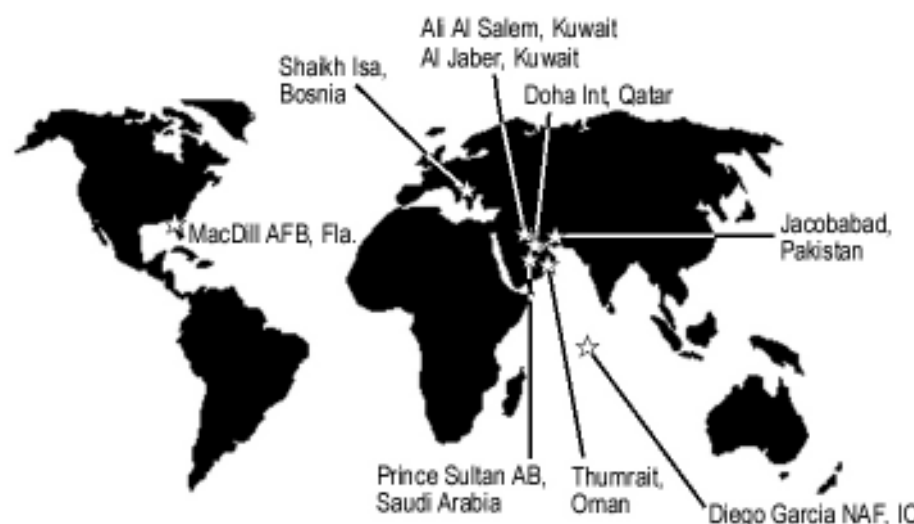 Ali Al Salem, Kuwait
Al Jaber, Kuwait
Shaikh Isa,
Bosnia
Doha Int, Qatar
MacDill AFB, Fla.
Jacobabad,
Pakistan
Prince Sultan AB,
Saudi Arabia
Thumrait,
Oman
Diego Garcia NAF, IO